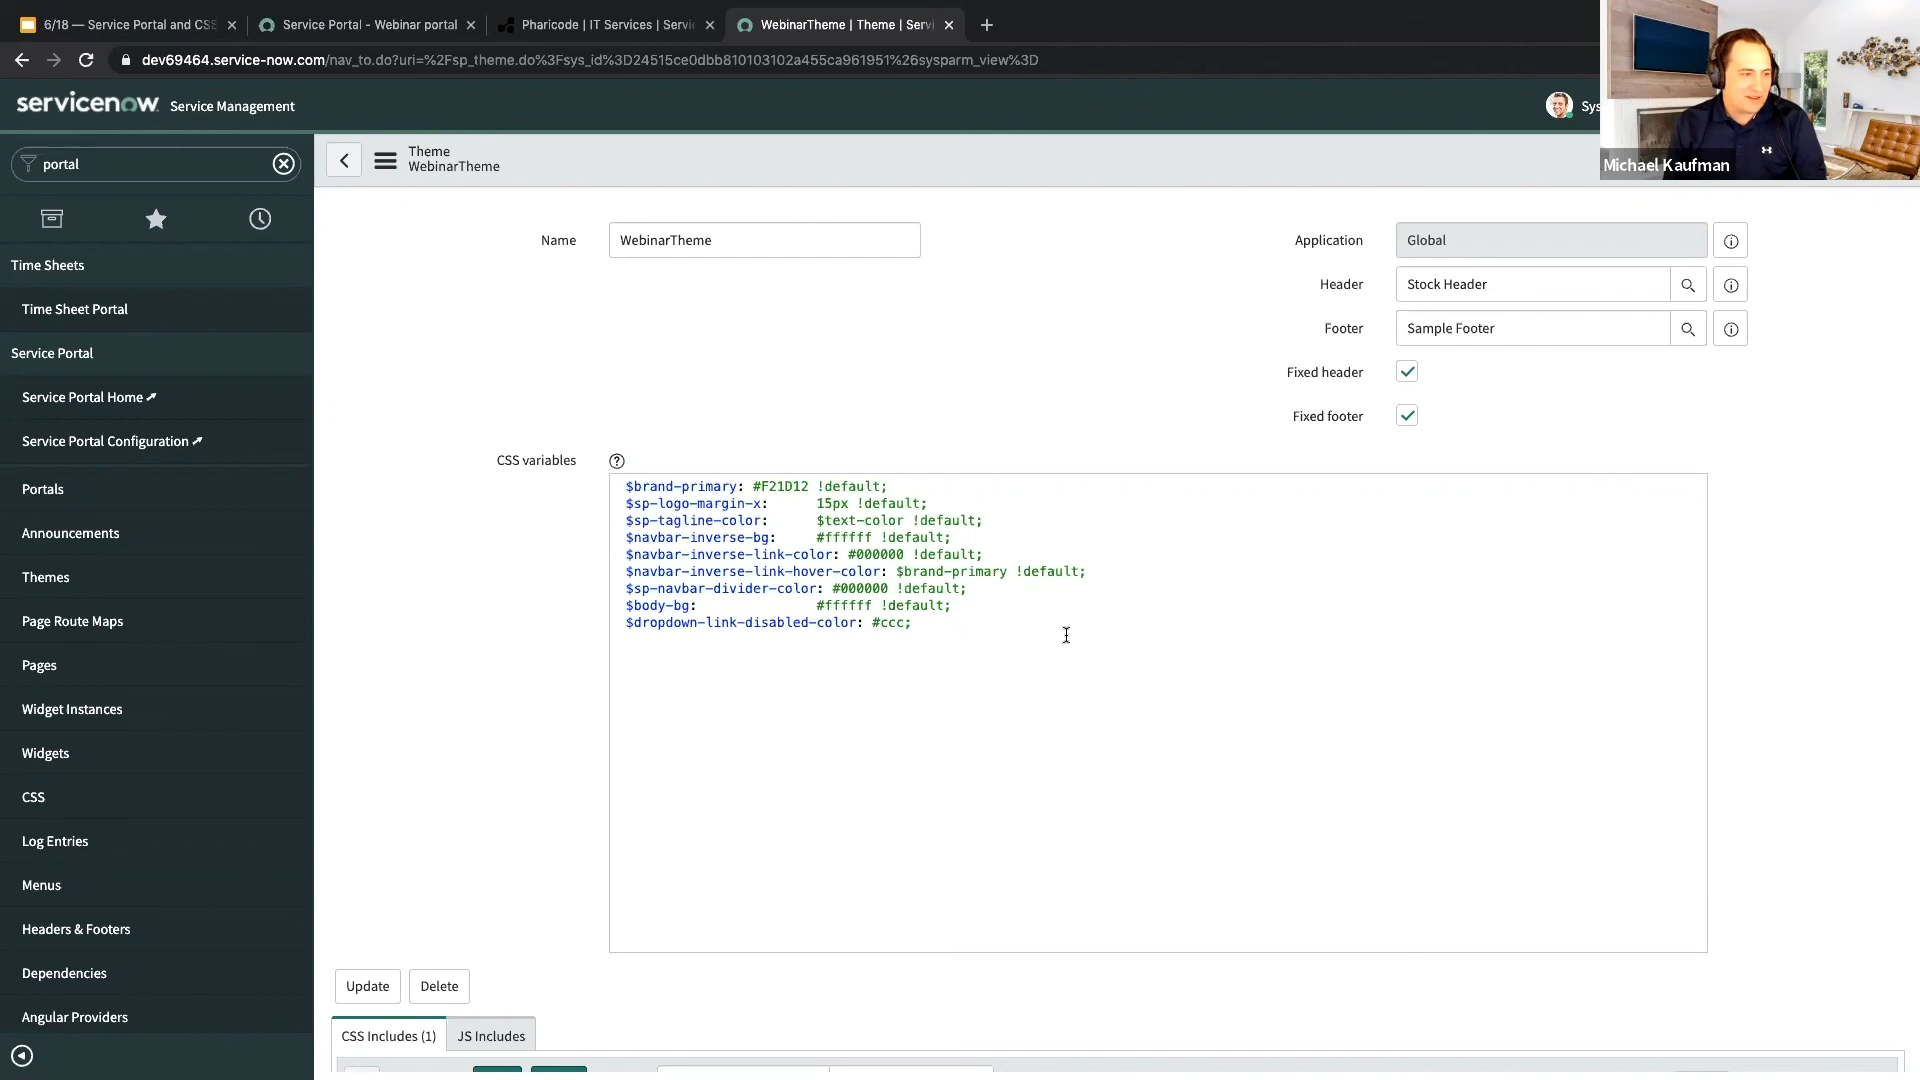 6/18 — Service Portal and CSS
Service Portal - Webinar portal
Pharicode | IT Services | Servi
WebinarTheme | Theme | Servi
dev69464.service-now.com/nav_to.do?uri=%2Fsp_theme.do%3Fsys_id%3D24515ce0dbb810103102a455ca961951%26sysparm_view%3D
servicenow Service Management
Sys
Michael Kaufman
portal
Theme
WebinarTheme
Time Sheets
Time Sheet Portal
Service Portal
Service Portal Home
Service Portal Configuration
Portals
Announcements
Themes
Page Route Maps
Pages
Widget Instances
Widgets
CSS
Log Entries
Menus
Headers & Footers
Dependencies
Angular Providers
Name WebinarTheme
Application Global
Header Stock Header
Footer Sample Footer
Fixed header
Fixed footer
CSS variables
$brand-primary: #F21D12 !default;
$sp-logo-margin-x: 15px !default;
$sp-tagline-color: $text-color !default;
$navbar-inverse-bg: #ffffff !default;
$navbar-inverse-link-color: #000000 !default;
$navbar-inverse-link-hover-color: $brand-primary !default;
$sp-navbar-divider-color: #000000 !default;
$body-bg: #ffffff !default;
$dropdown-link-disabled-color: #ccc;
Update Delete
CSS Includes (1) JS Includes